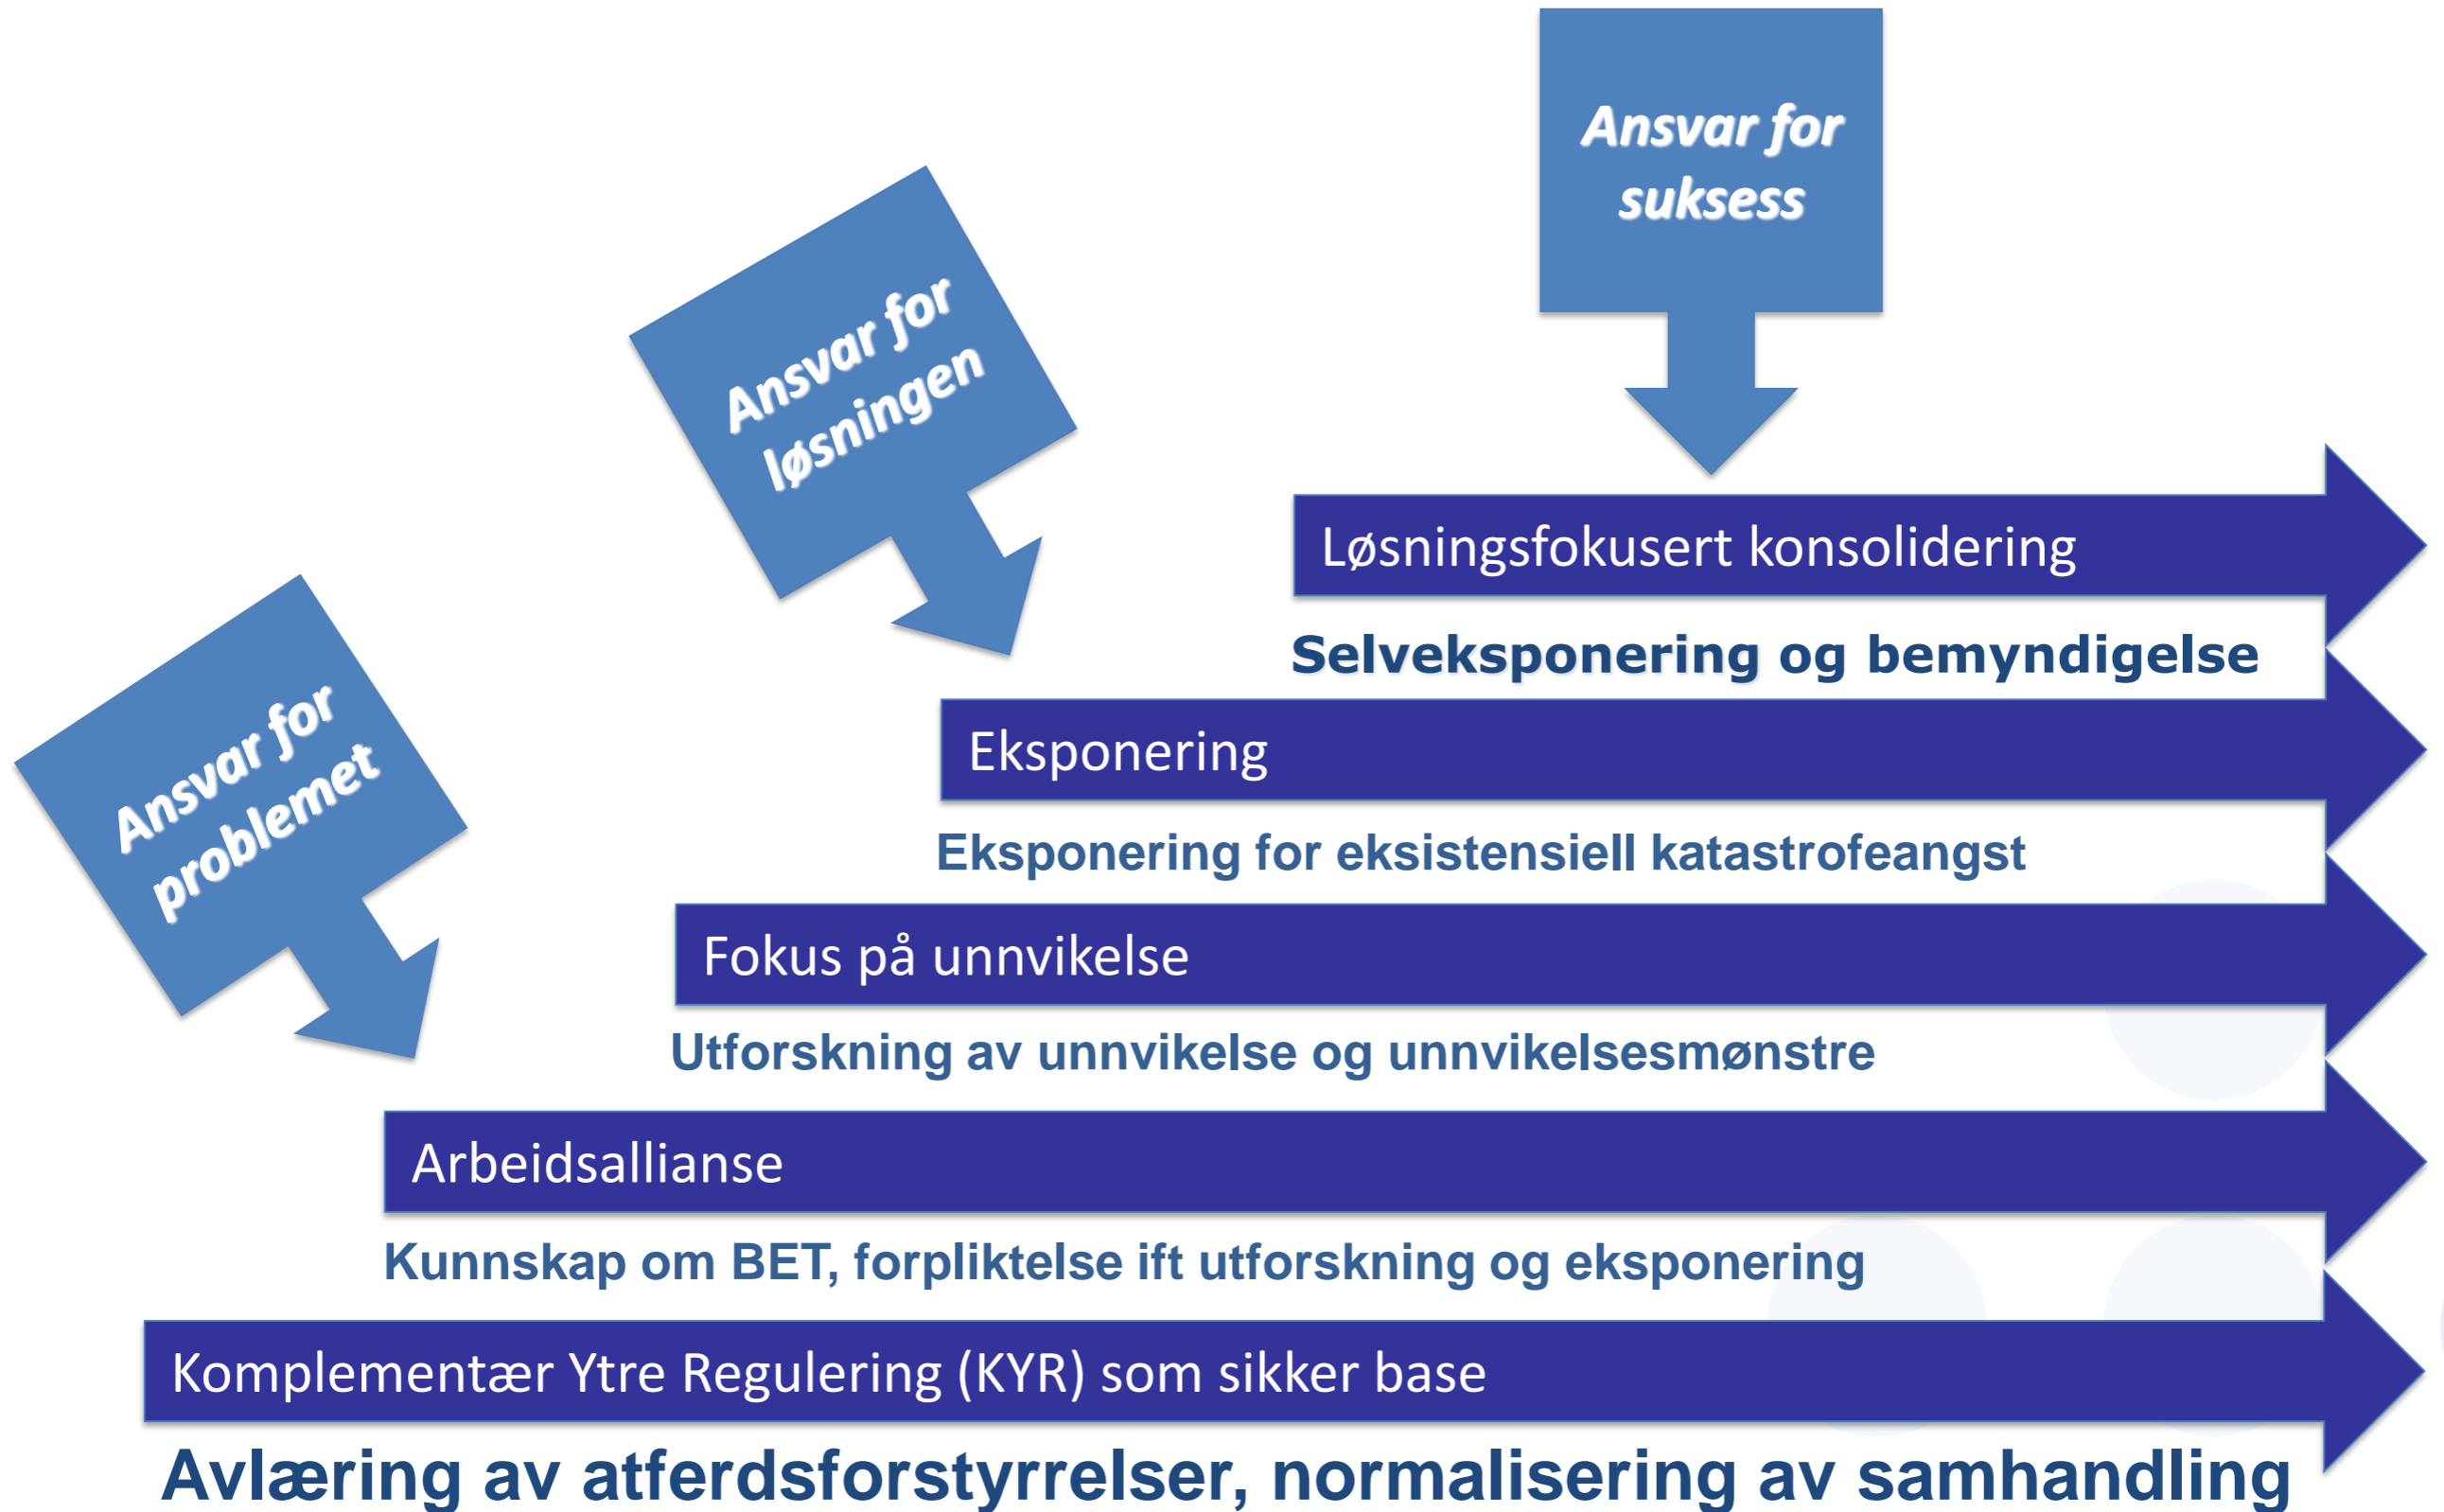 Ansvar for
suksess
Ansvar for
løsningen
Ansvar for
problemet
Løsningsfokusert konsolidering
Selveksponering og bemyndigelse
Eksponering
Eksponering for eksistensiell katastrofeangst
Fokus på unnvikelse
Utforskning av unnvikelse og unnvikelsesmønstre
Arbeidsallianse
Kunnskap om BET, forpliktelse ift utforskning og eksponering
Komplementær Ytre Regulering (KYR) som sikker base
Avlæring av atferdsforstyrrelser, normalisering av samhandling